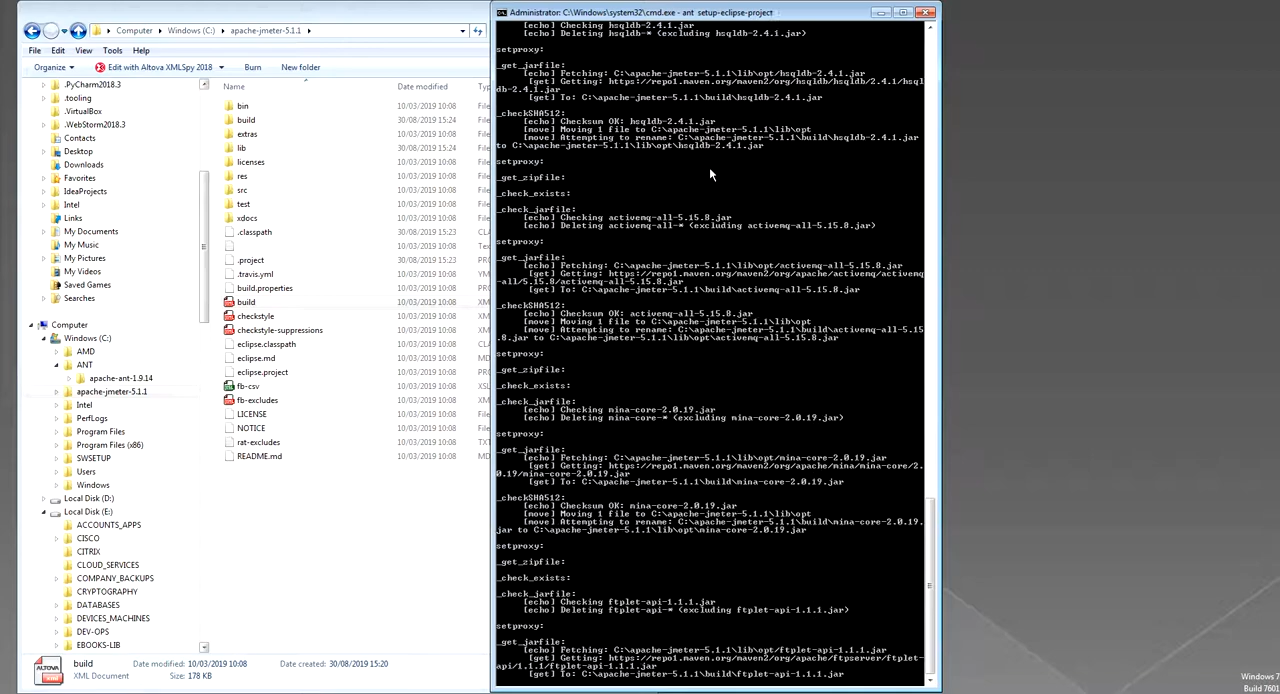 Administrator: C:\Windows\system32\cmd.exe - ant setup-eclipse-project
Computer
Windows (C:)
apache-jmeter-5.1.1
File
Edit
View
Tools
Help
Organize
Edit with Altova XMLSpy 2018
Burn
New folder
.PyCharm2018.3
.tooling
.VirtualBox
.WebStorm2018.3
Contacts
Desktop
Downloads
Favorites
IdeaProjects
Intel
Links
My Documents
My Music
My Pictures
My Videos
Saved Games
Searches
Computer
Windows (C:)
AMD
ANT
apache-ant-1.9.14
apache-jmeter-5.1.1
Intel
PerfLogs
Program Files
Program Files (x86)
SWSETUP
Users
Windows
Local Disk (D:)
Local Disk (E:)
ACCOUNTS_APPS
CISCO
CITRIX
CLOUD_SERVICES
COMPANY_BACKUPS
CRYPTOGRAPHY
DATABASES
DEVICES_MACHINES
DEV-OPS
EBOOKS-LIB
Name Date modified Ty
bin 10/03/2019 10:08 File
build 30/08/2019 15:24 File
extras 10/03/2019 10:08 File
lib 30/08/2019 15:24 File
licenses 10/03/2019 10:08 File
res 10/03/2019 10:08 File
src 10/03/2019 10:08 File
test 10/03/2019 10:08 File
xdocs 10/03/2019 10:08 File
.classpath 30/08/2019 15:23 CLA
10/03/2019 10:08 Tex
.project 30/08/2019 15:23 PRO
.travis.yml 10/03/2019 10:08 YM
build.properties 10/03/2019 10:08 PRO
build 10/03/2019 10:08 XM
checkstyle 10/03/2019 10:08 XM
checkstyle-suppressions 10/03/2019 10:08 XM
eclipse.classpath 10/03/2019 10:08 CLA
eclipse.md 10/03/2019 10:08 MD
eclipse.project 10/03/2019 10:08 PRO
fb-csv 10/03/2019 10:08 XSL
fb-excludes 10/03/2019 10:08 XM
LICENSE 10/03/2019 10:08 File
NOTICE 10/03/2019 10:08 File
rat-excludes 10/03/2019 10:08 TXT
README.md 10/03/2019 10:08 MD
build
Date modified: 10/03/2019 10:08
Date created: 30/08/2019 15:20
XML Document
Size: 178 KB
ALTOVA
[echo] Checking hsqldb-2.4.1.jar
[echo] Deleting hsqldb-* (excluding hsqldb-2.4.1.jar)
setproxy:
_get_jarfile:
[echo] Fetching: C:\apache-jmeter-5.1.1\lib\opt/hsqldb-2.4.1.jar
[get] Getting: https://repo1.maven.org/maven2/org/hsqldb/hsqldb/2.4.1/hsql
db-2.4.1.jar
[get] To: C:\apache-jmeter-5.1.1\build\hsqldb-2.4.1.jar
_checkSHA512:
[echo] Checksum OK: hsqldb-2.4.1.jar
[move] Moving 1 file to C:\apache-jmeter-5.1.1\lib\opt
[move] Attempting to rename: C:\apache-jmeter-5.1.1\build\hsqldb-2.4.1.jar
to C:\apache-jmeter-5.1.1\lib\opt\hsqldb-2.4.1.jar
setproxy:
_get_zipfile:
_check_exists:
_check_jarfile:
[echo] Checking activemq-all-5.15.8.jar
[echo] Deleting activemq-all-* (excluding activemq-all-5.15.8.jar)
setproxy:
_get_jarfile:
[echo] Fetching: C:\apache-jmeter-5.1.1\lib\opt/activemq-all-5.15.8.jar
[get] Getting: https://repo1.maven.org/maven2/org/apache/activemq/activemq
-all/5.15.8/activemq-all-5.15.8.jar
[get] To: C:\apache-jmeter-5.1.1\build\activemq-all-5.15.8.jar
_checkSHA512:
[echo] Checksum OK: activemq-all-5.15.8.jar
[move] Moving 1 file to C:\apache-jmeter-5.1.1\lib\opt
[move] Attempting to rename: C:\apache-jmeter-5.1.1\build\activemq-all-5.15
.8.jar to C:\apache-jmeter-5.1.1\lib\opt\activemq-all-5.15.8.jar
setproxy:
_get_zipfile:
_check_exists:
_check_jarfile:
[echo] Checking mina-core-2.0.19.jar
[echo] Deleting mina-core-* (excluding mina-core-2.0.19.jar)
setproxy:
_get_jarfile:
[echo] Fetching: C:\apache-jmeter-5.1.1\lib\opt/mina-core-2.0.19.jar
[get] Getting: https://repo1.maven.org/maven2/org/apache/mina/mina-core/2.
0.19/mina-core-2.0.19.jar
[get] To: C:\apache-jmeter-5.1.1\build\mina-core-2.0.19.jar
_checkSHA512:
[echo] Checksum OK: mina-core-2.0.19.jar
[move] Moving 1 file to C:\apache-jmeter-5.1.1\lib\opt
[move] Attempting to rename: C:\apache-jmeter-5.1.1\build\mina-core-2.0.19.
jar to C:\apache-jmeter-5.1.1\lib\opt\mina-core-2.0.19.jar
setproxy:
_get_zipfile:
_check_exists:
_check_jarfile:
[echo] Checking ftplet-api-1.1.1.jar
[echo] Deleting ftplet-api-* (excluding ftplet-api-1.1.1.jar)
setproxy:
_get_jarfile:
[echo] Fetching: C:\apache-jmeter-5.1.1\lib\opt/ftplet-api-1.1.1.jar
[get] Getting: https://repo1.maven.org/maven2/org/apache/ftpserver/ftplet-
api/1.1.1/ftplet-api-1.1.1.jar
[get] To: C:\apache-jmeter-5.1.1\build\ftplet-api-1.1.1.jar
Windows 7
Build 7601